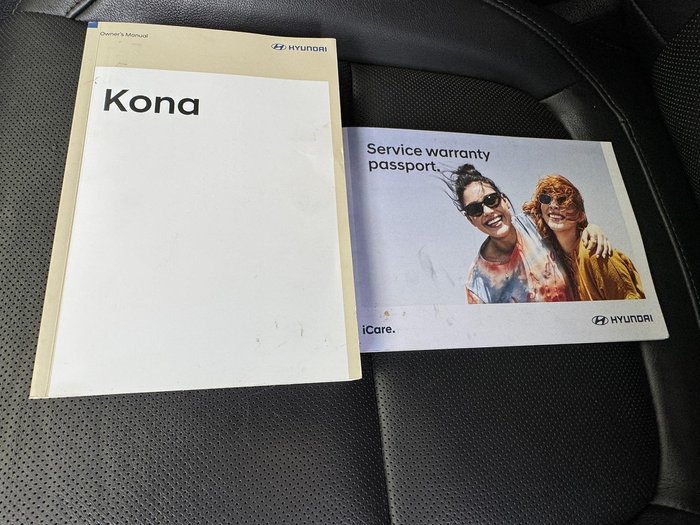 Owner's Manual
HYUNDAI
Kona
Service warranty
passport.
iCare.
HYUNDAI